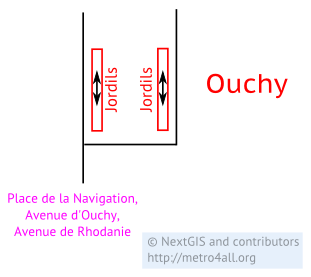 Jordils
Jordils
Ouchy
Place de la Navigation,
Avenue d'Ouchy,
Avenue de Rhodanie
© NextGIS and contributors
http://metro4all.org